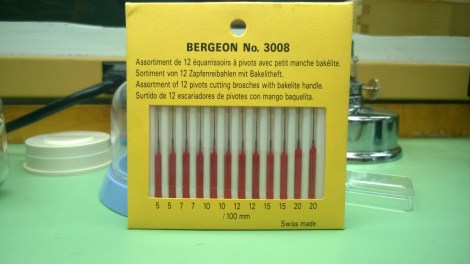 BERGEON No. 3008
Assortiment de 12 équarrissoirs à pivots avec petit manche bakélite.
Sortiment von 12 Zapfenreibahlen mit Bakelitheft.
Assortment of 12 pivots cutting broaches with bakelite handle.
Surtido de 12 escariadores de pivotes con mango baquelita.
5 5 7 7 10 10 12 12 15 15 20 20
/100 mm
Swiss made